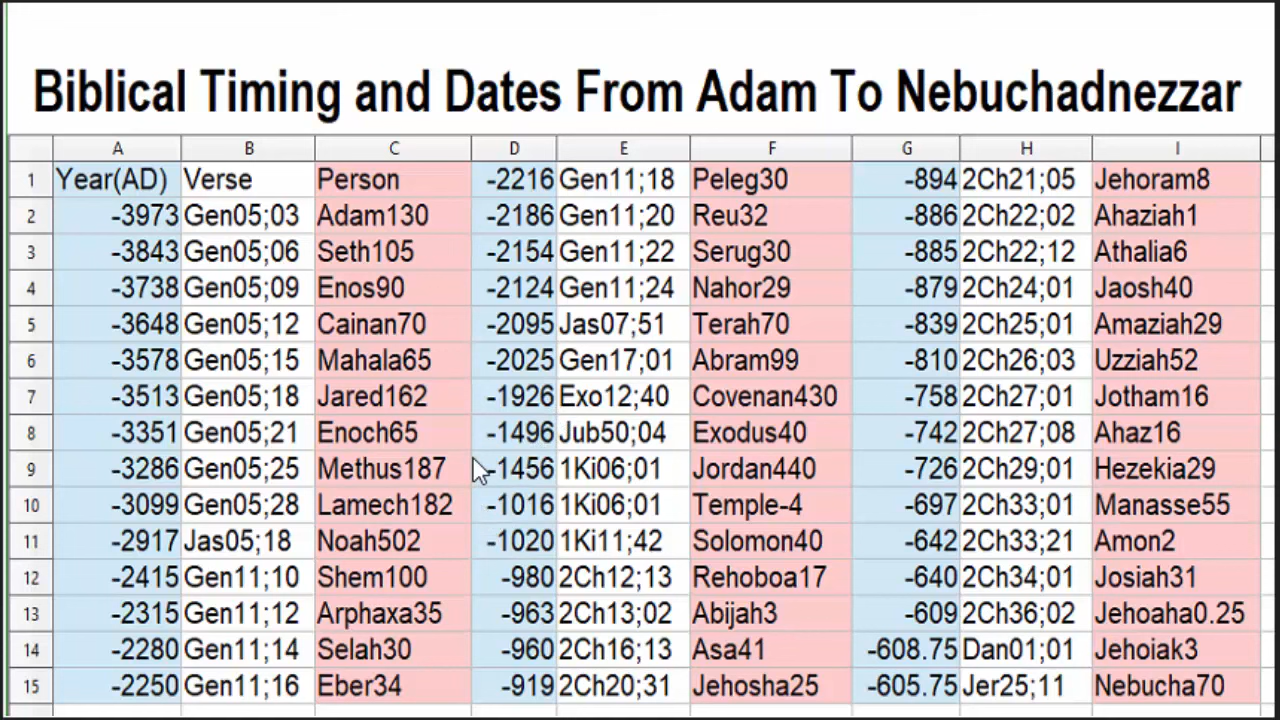 Biblical Timing and Dates From Adam To Nebuchadnezzar
A B C D E F G H I
1 Year(AD) Verse Person -2216 Gen11;18 Peleg30 -894 2Ch21;05 Jehoram8
2 -3973 Gen05;03 Adam130 -2186 Gen11;20 Reu32 -886 2Ch22;02 Ahaziah1
3 -3843 Gen05;06 Seth105 -2154 Gen11;22 Serug30 -885 2Ch22;12 Athalia6
4 -3738 Gen05;09 Enos90 -2124 Gen11;24 Nahor29 -879 2Ch24;01 Jaosh40
5 -3648 Gen05;12 Cainan70 -2095 Jas07;51 Terah70 -839 2Ch25;01 Amaziah29
6 -3578 Gen05;15 Mahala65 -2025 Gen17;01 Abram99 -810 2Ch26;03 Uzziah52
7 -3513 Gen05;18 Jared162 -1926 Exo12;40 Covenan430 -758 2Ch27;01 Jotham16
8 -3351 Gen05;21 Enoch65 -1496 Jub50;04 Exodus40 -742 2Ch27;08 Ahaz16
9 -3286 Gen05;25 Methus187 -1456 1Ki06;01 Jordan440 -726 2Ch29;01 Hezekia29
10 -3099 Gen05;28 Lamech182 -1016 1Ki06;01 Temple-4 -697 2Ch33;01 Manasse55
11 -2917 Jas05;18 Noah502 -1020 1Ki11;42 Solomon40 -642 2Ch33;21 Amon2
12 -2415 Gen11;10 Shem100 -980 2Ch12;13 Rehoboa17 -640 2Ch34;01 Josiah31
13 -2315 Gen11;12 Arphaxa35 -963 2Ch13;02 Abijah3 -609 2Ch36;02 Jehoaha0.25
14 -2280 Gen11;14 Selah30 -960 2Ch16;13 Asa41 -608.75 Dan01;01 Jehoiak3
15 -2250 Gen11;16 Eber34 -919 2Ch20;31 Jehosha25 -605.75 Jer25;11 Nebucha70